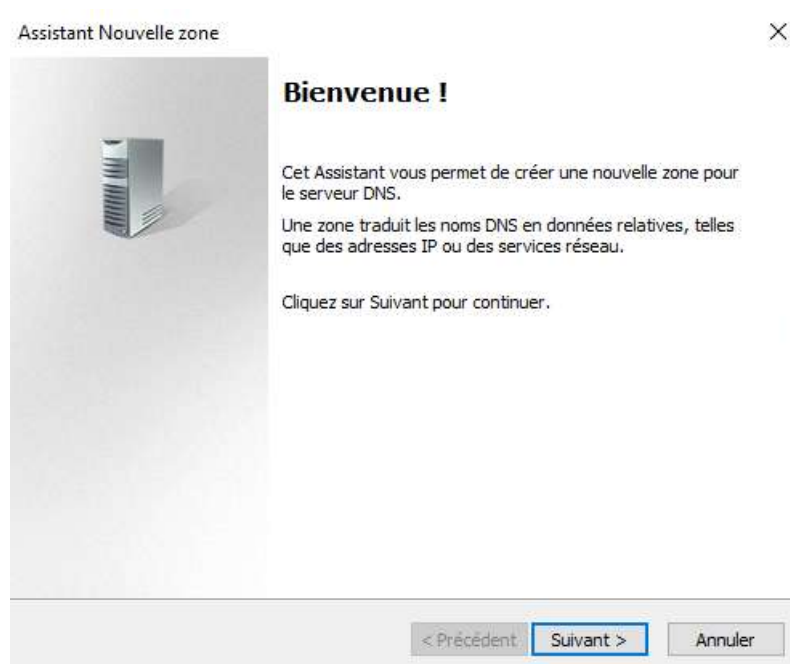 Assistant Nouvelle zone
Bienvenue !
Cet Assistant vous permet de créer une nouvelle zone pour
le serveur DNS.
Une zone traduit les noms DNS en données relatives, telles
que des adresses IP ou des services réseau.
Cliquez sur Suivant pour continuer.
< Précédent Suivant > Annuler